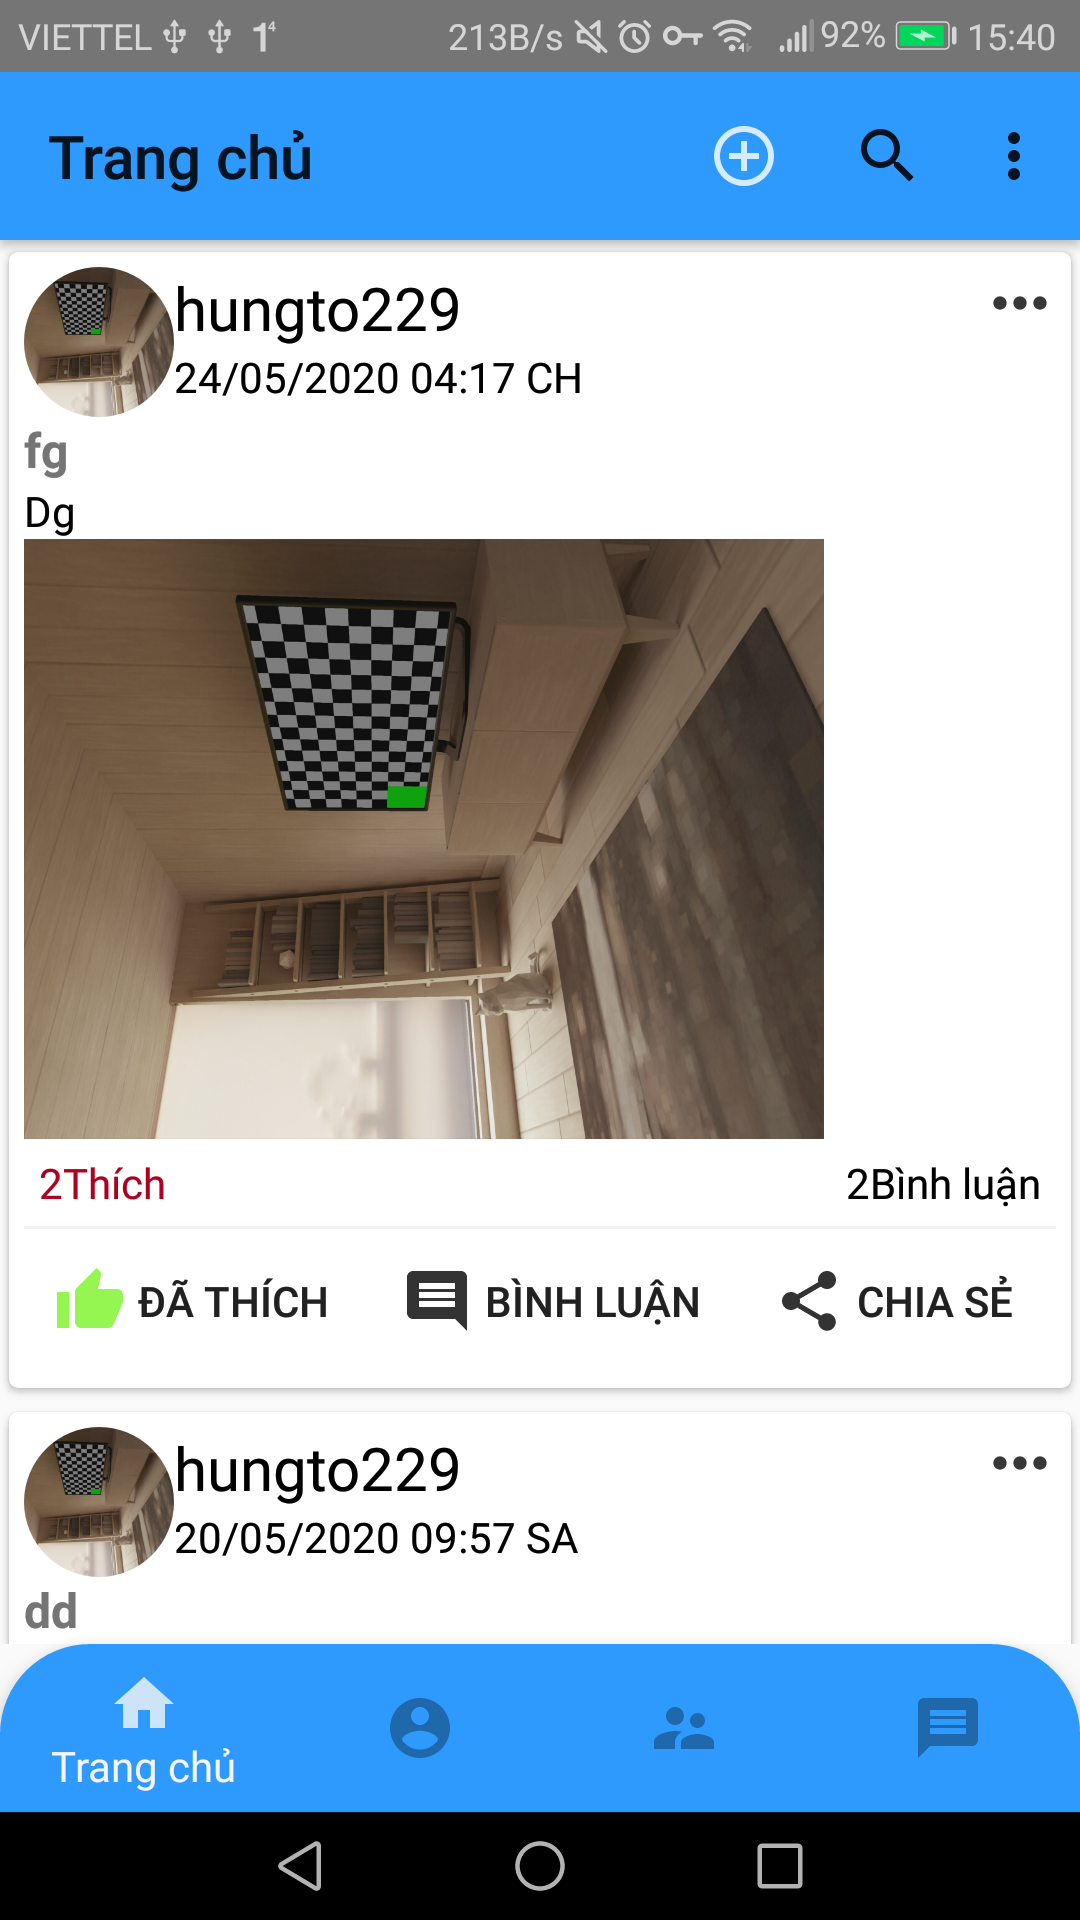 VIETTEL 1⁴ 213B/s 92% 15:40
Trang chủ
hungto229
24/05/2020 04:17 CH
fg
Dg
2Thích 2Bình luận
ĐÃ THÍCH BÌNH LUẬN CHIA SẺ
hungto229
20/05/2020 09:57 SA
dd
Trang chủ